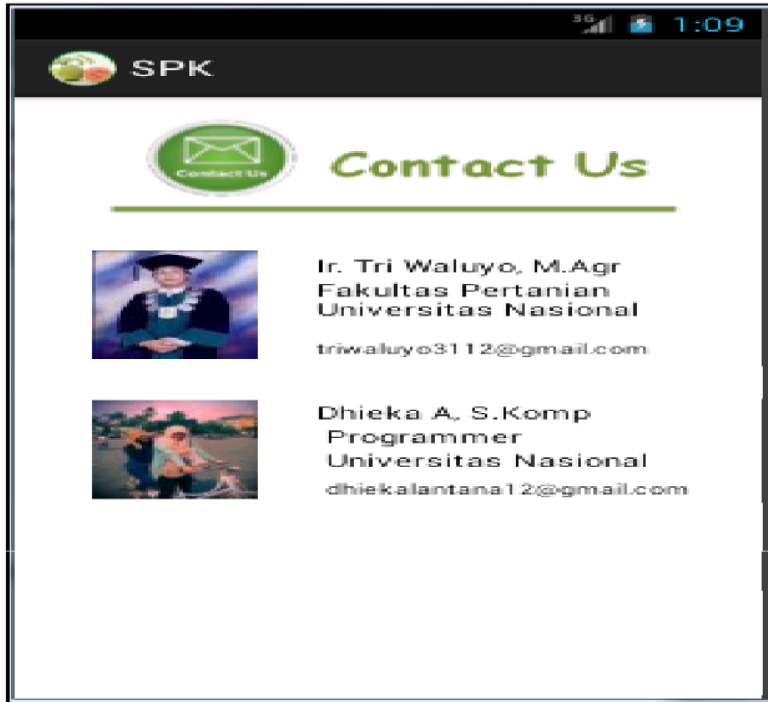 3G 1:09
SPK
Contact Us
Contact Us
Ir. Tri Waluyo, M.Agr
Fakultas Pertanian
Universitas Nasional
triwaluyo3112@gmail.com
Dhieka A, S.Komp
Programmer
Universitas Nasional
dhiekalantana12@gmail.com